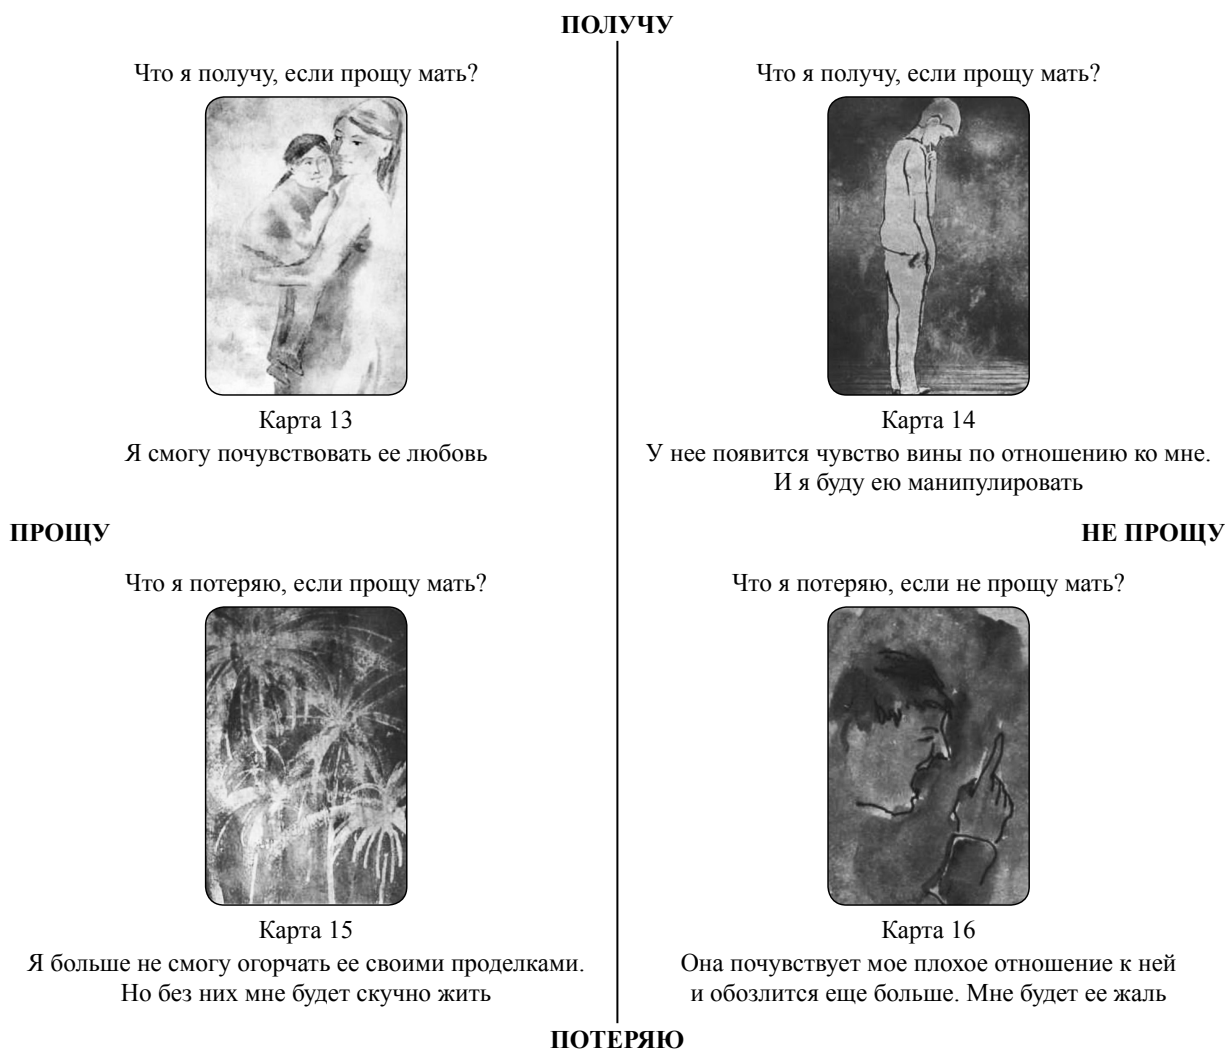 ПОЛУЧУ
Что я получу, если прощу мать?
Карта 13
Я смогу почувствовать ее любовь
Что я получу, если прощу мать?
Карта 14
У нее появится чувство вины по отношению ко мне.
И я буду ею манипулировать
ПРОЩУ
НЕ ПРОЩУ
Что я потеряю, если прощу мать?
Карта 15
Я больше не смогу огорчать ее своими проделками.
Но без них мне будет скучно жить
Что я потеряю, если не прощу мать?
Карта 16
Она почувствует мое плохое отношение к ней
и обозлится еще больше. Мне будет ее жаль
ПОТЕРЯЮ